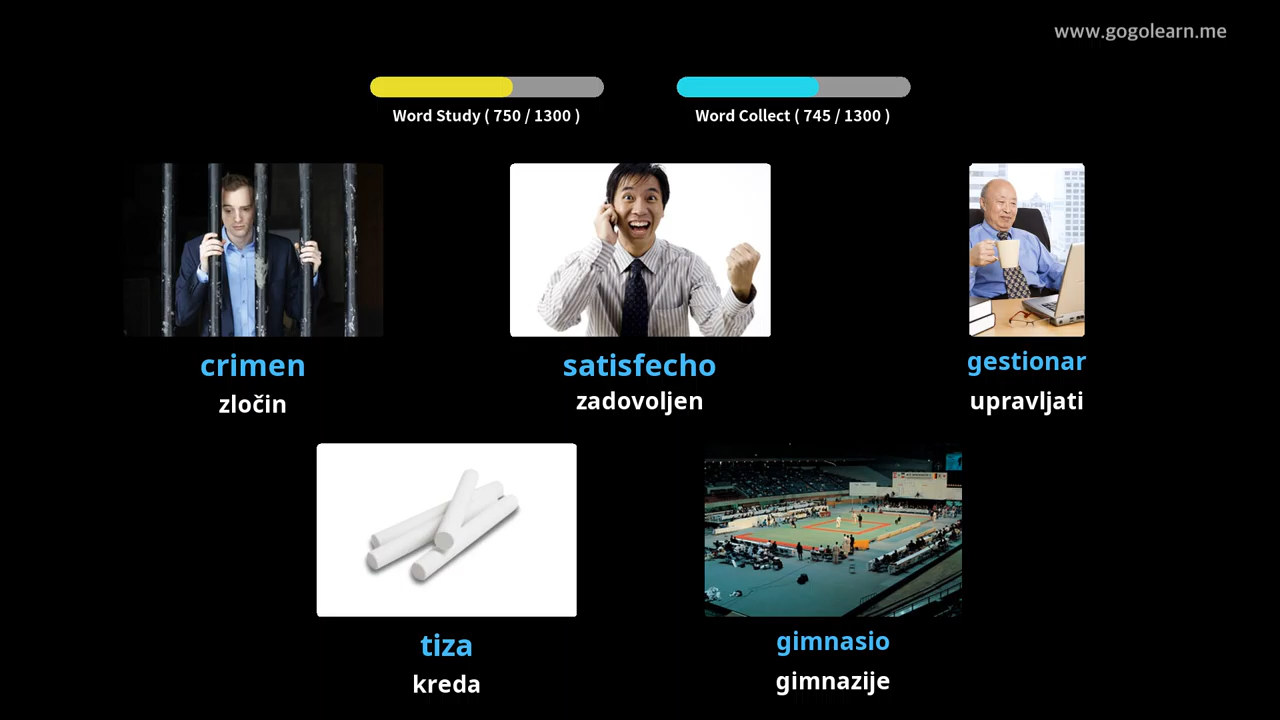 www.gogolearn.me
Word Study ( 750 / 1300 )
Word Collect ( 745 / 1300 )
crimen
zločin
satisfecho
zadovoljen
gestionar
upravljati
tiza
kreda
gimnasio
gimnazije